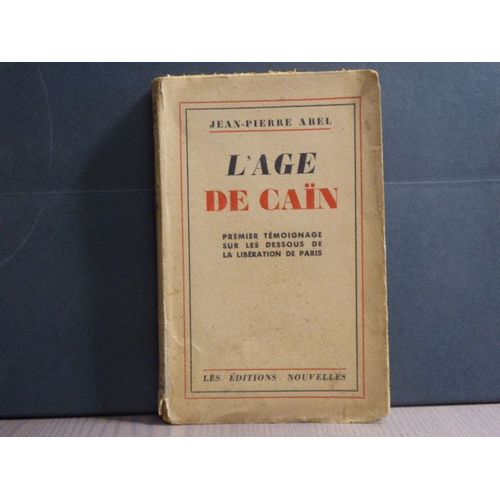 JEAN-PIERRE ABEL
L'AGE
DE CAÏN
PREMIER TÉMOIGNAGE
SUR LES DESSOUS DE
LA LIBÉRATION DE PARIS
LES ÉDITIONS NOUVELLES